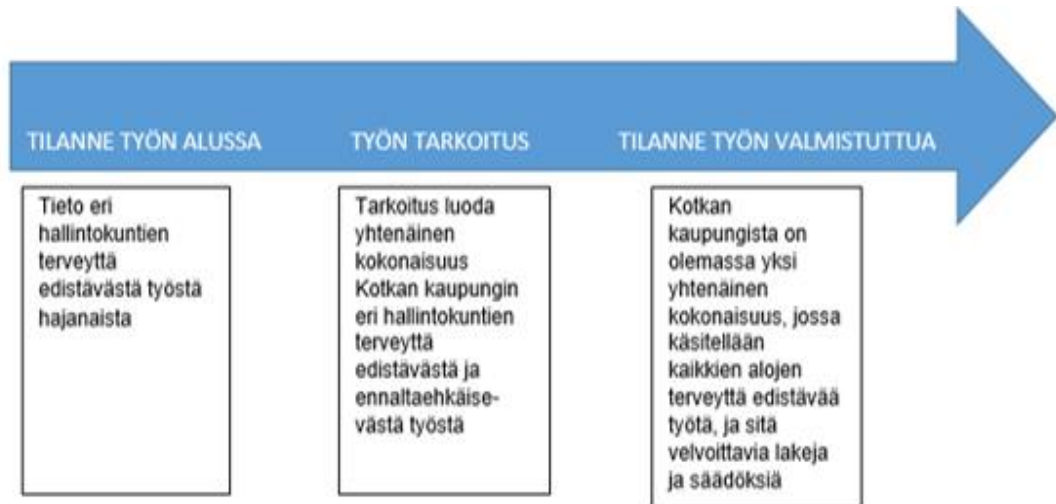 TILANNE TYÖN ALUSSA
TYÖN TARKOITUS
TILANNE TYÖN VALMISTUTTUA
Tieto eri
hallintokuntien
terveyttä
edistävästä työstä
hajanaista
Tarkoitus luoda
yhtenäinen
kokonaisuus
Kotkan kaupungin
eri hallintokuntien
terveyttä
edistävästä ja
ennaltaehkäise-
västä työstä
Kotkan
kaupungista on
olemassa yksi
yhtenäinen
kokonaisuus, jossa
käsitellään
kaikkien alojen
terveyttä edistävää
työtä, ja sitä
velvoittavia lakeja
ja säädöksiä